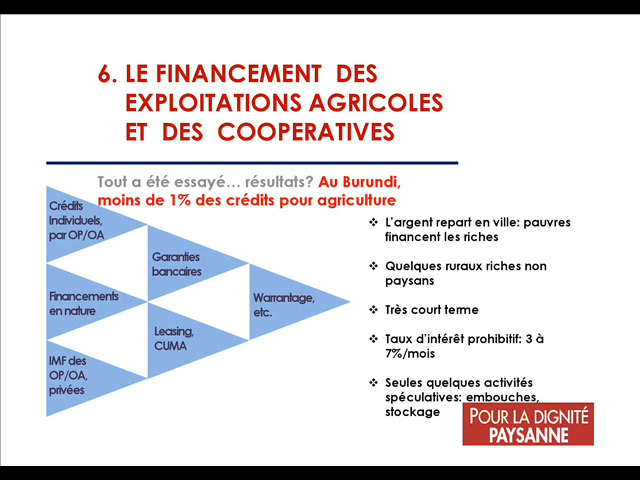 6. LE FINANCEMENT DES
EXPLOITATIONS AGRICOLES
ET DES COOPERATIVES
Tout a été essayé… résultats? Au Burundi,
moins de 1% des crédits pour agriculture
Crédits
Individuels,
par OP/OA
Financements
en nature
IMF des
OP/OA,
privées
Garanties
bancaires
Leasing,
CUMA
Warrantage,
etc.
❖ L'argent repart en ville: pauvres
financent les riches
❖ Quelques ruraux riches non
paysans
❖ Très court terme
❖ Taux d'intérêt prohibitif: 3 à
7%/mois
❖ Seules quelques activités
spéculatives: embouches,
stockage
POUR LA DIGNITÉ
PAYSANNE